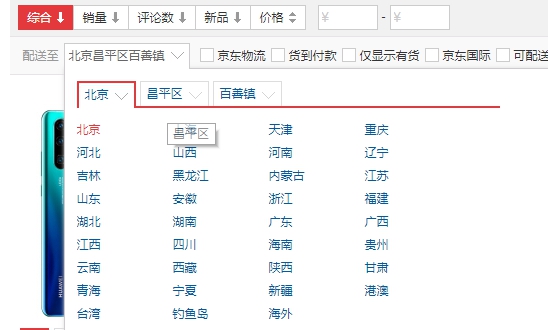 综合 销量 评论数 新品 价格 ¥ - ¥
配送至 北京昌平区百善镇 京东物流 货到付款 仅显示有货 京东国际 可配送
北京 昌平区 百善镇
北京 上海 天津 重庆
昌平区
河北 山西 河南 辽宁
吉林 黑龙江 内蒙古 江苏
山东 安徽 浙江 福建
湖北 湖南 广东 广西
江西 四川 海南 贵州
云南 西藏 陕西 甘肃
青海 宁夏 新疆 港澳
台湾 钓鱼岛 海外
HUAWEI